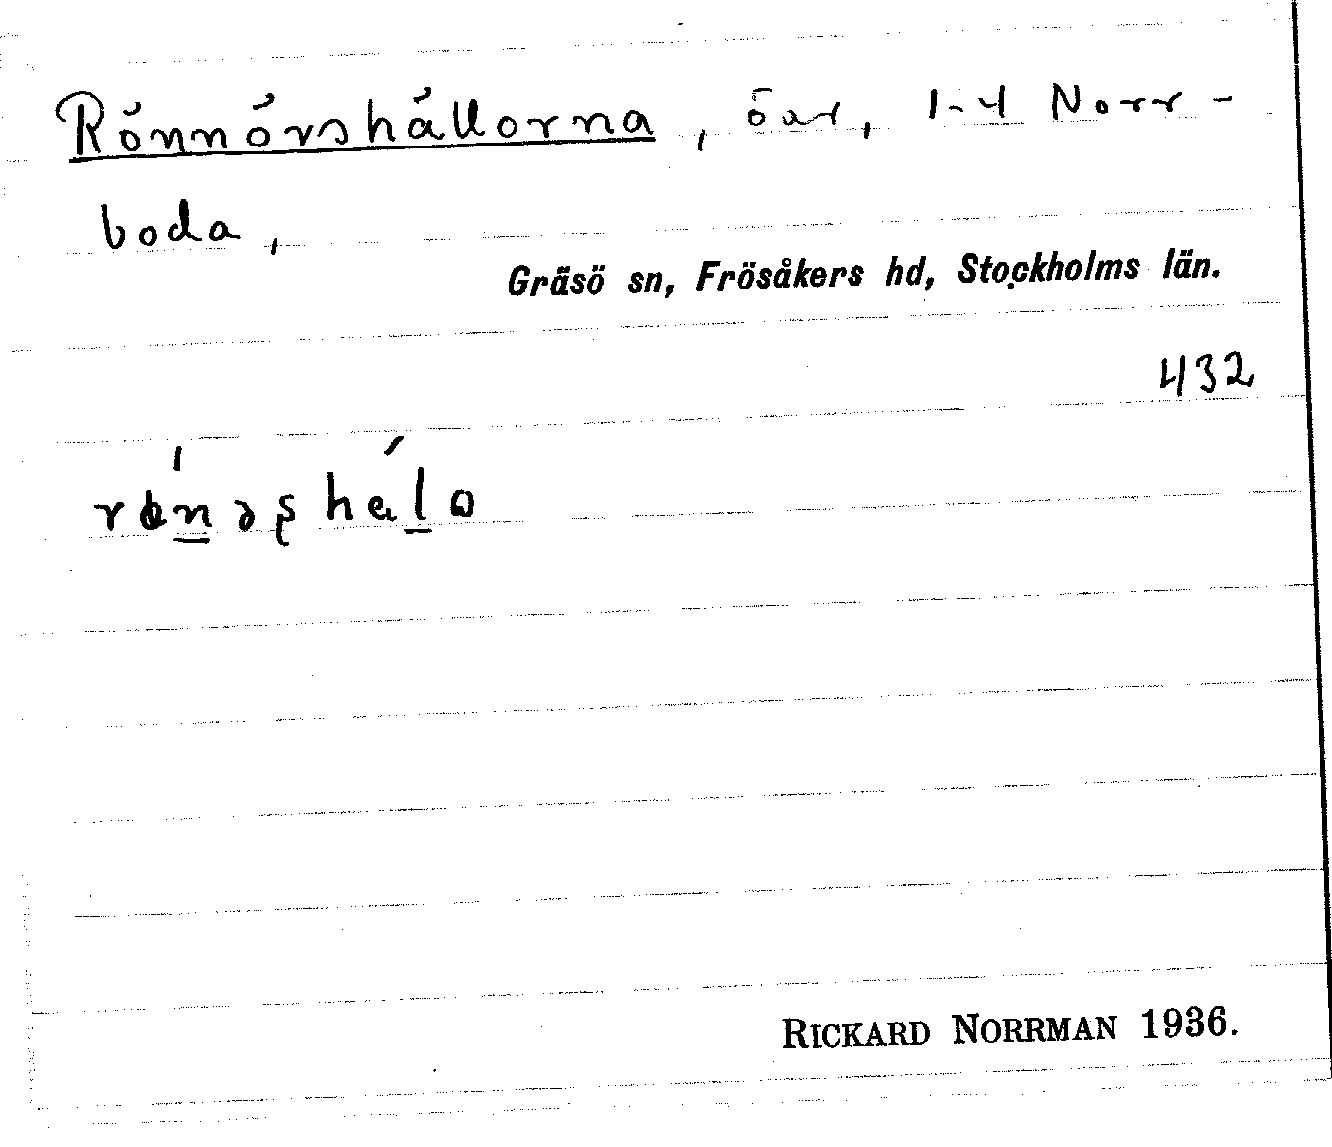 Rönnörshällorna, öar, 1-4 Norr-
boda,
Gräsö sn, Frösåkers hd, Stockholms län.
432
RICKARD NORRMAN 1936.